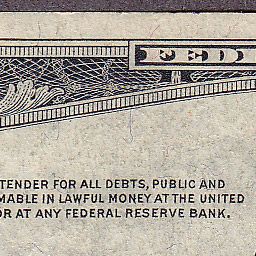 FED
TENDER FOR ALL DEBTS, PUBLIC AND
MABLE IN LAWFUL MONEY AT THE UNITED
OR AT ANY FEDERAL RESERVE BANK.